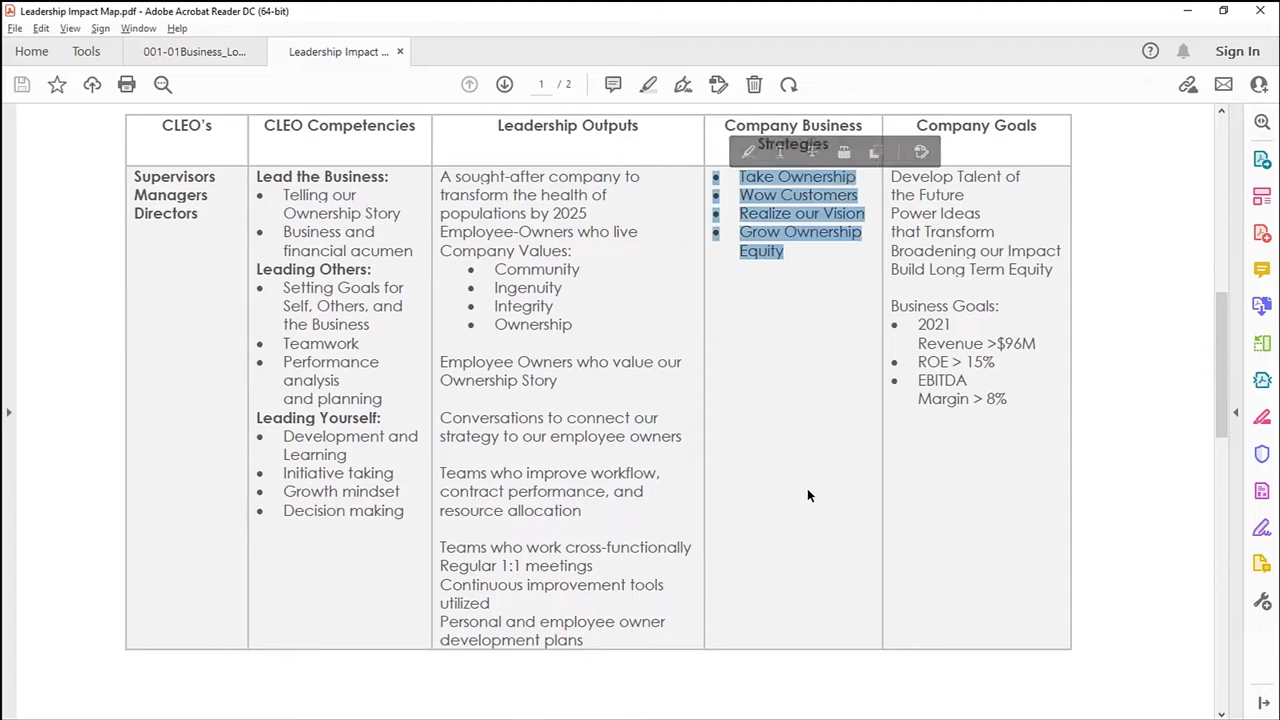 Leadership Impact Map.pdf - Adobe Acrobat Reader DC (64-bit)
File Edit View Sign Window Help
Home Tools 001-01Business_Lo... Leadership Impact ... × Sign In
1 / 2
CLEO's
CLEO Competencies
Leadership Outputs
Company Business
Strategies
Company Goals
Supervisors
Managers
Directors
Lead the Business:
• Telling our
Ownership Story
• Business and
financial acumen
Leading Others:
• Setting Goals for
Self, Others, and
the Business
• Teamwork
• Performance
analysis
and planning
Leading Yourself:
• Development and
Learning
• Initiative taking
• Growth mindset
• Decision making
A sought-after company to
transform the health of
populations by 2025
Employee-Owners who live
Company Values:
• Community
• Ingenuity
• Integrity
• Ownership
Employee Owners who value our
Ownership Story
Conversations to connect our
strategy to our employee owners
Teams who improve workflow,
contract performance, and
resource allocation
Teams who work cross-functionally
Regular 1:1 meetings
Continuous improvement tools
utilized
Personal and employee owner
development plans
• Take Ownership
• Wow Customers
• Realize our Vision
• Grow Ownership
Equity
Develop Talent of
the Future
Power Ideas
that Transform
Broadening our Impact
Build Long Term Equity
Business Goals:
• 2021
Revenue >$96M
• ROE > 15%
• EBITDA
Margin > 8%